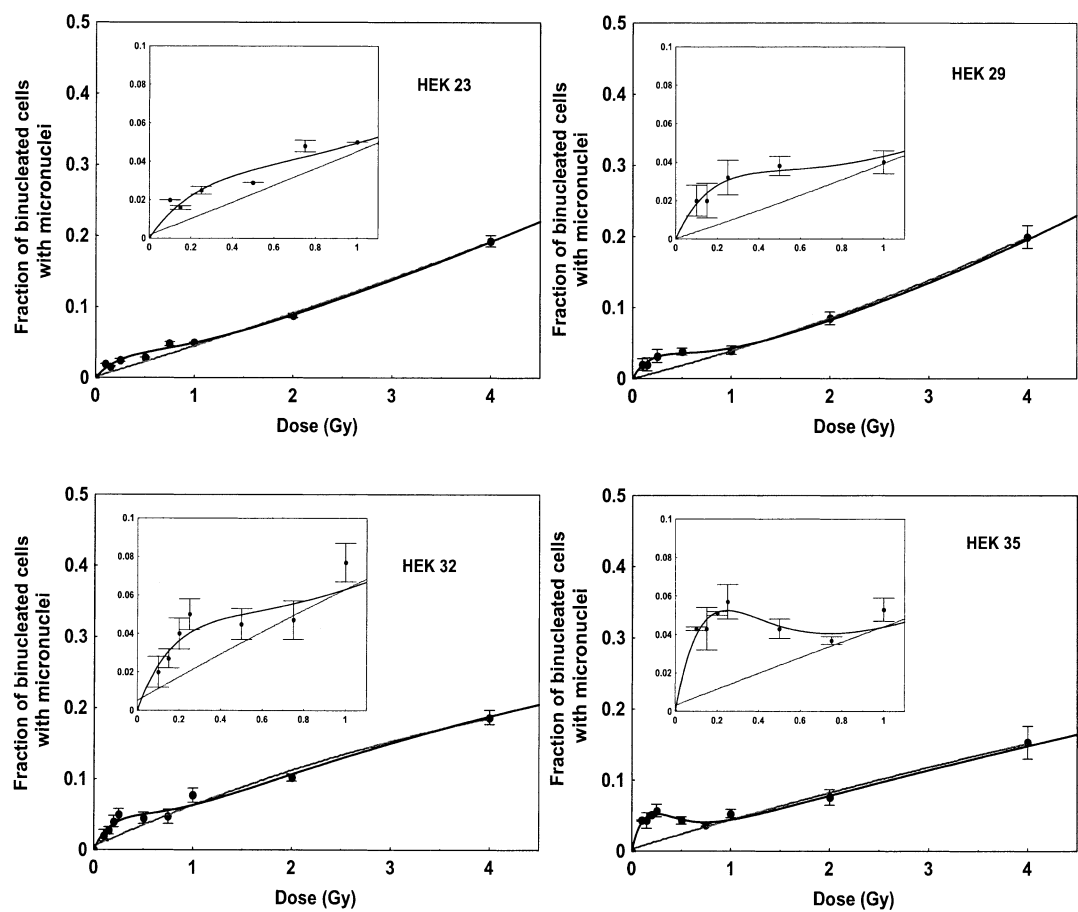 Fraction of binucleated cells
with micronuclei
0.5
0.4
0.3
0.2
0.1
0
0.1
0.08
0.06
0.04
0.02
0
0 0.2 0.4 0.6 0.8 1
HEK 23
0 1 2 3 4
Dose (Gy)
Fraction of binucleated cells
with micronuclei
0.5
0.4
0.3
0.2
0.1
0
0.1
0.08
0.06
0.04
0.02
0
0 0.2 0.4 0.6 0.8 1
HEK 29
0 1 2 3 4
Dose (Gy)
Fraction of binucleated cells
with micronuclei
0.5
0.4
0.3
0.2
0.1
0
0.1
0.08
0.06
0.04
0.02
0
0 0.2 0.4 0.6 0.8 1
HEK 32
0 1 2 3 4
Dose (Gy)
Fraction of binucleated cells
with micronuclei
0.5
0.4
0.3
0.2
0.1
0
0.1
0.08
0.06
0.04
0.02
0
0 0.2 0.4 0.6 0.8 1
HEK 35
0 1 2 3 4
Dose (Gy)